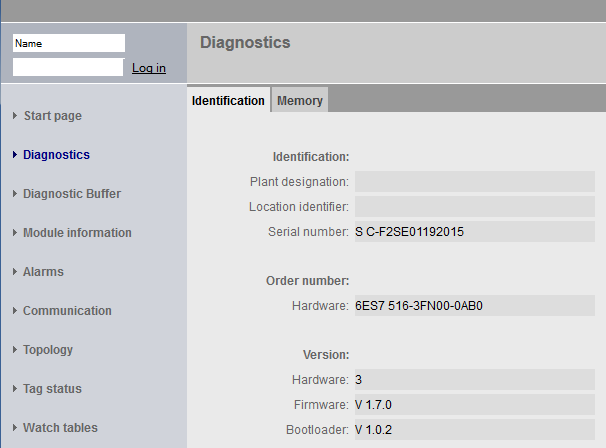 Name
Log in
Diagnostics
Start page
Diagnostics
Diagnostic Buffer
Module information
Alarms
Communication
Topology
Tag status
Watch tables
Identification Memory
Identification:
Plant designation:
Location identifier:
Serial number: S C-F2SE01192015
Order number:
Hardware: 6ES7 516-3FN00-0AB0
Version:
Hardware: 3
Firmware: V 1.7.0
Bootloader: V 1.0.2